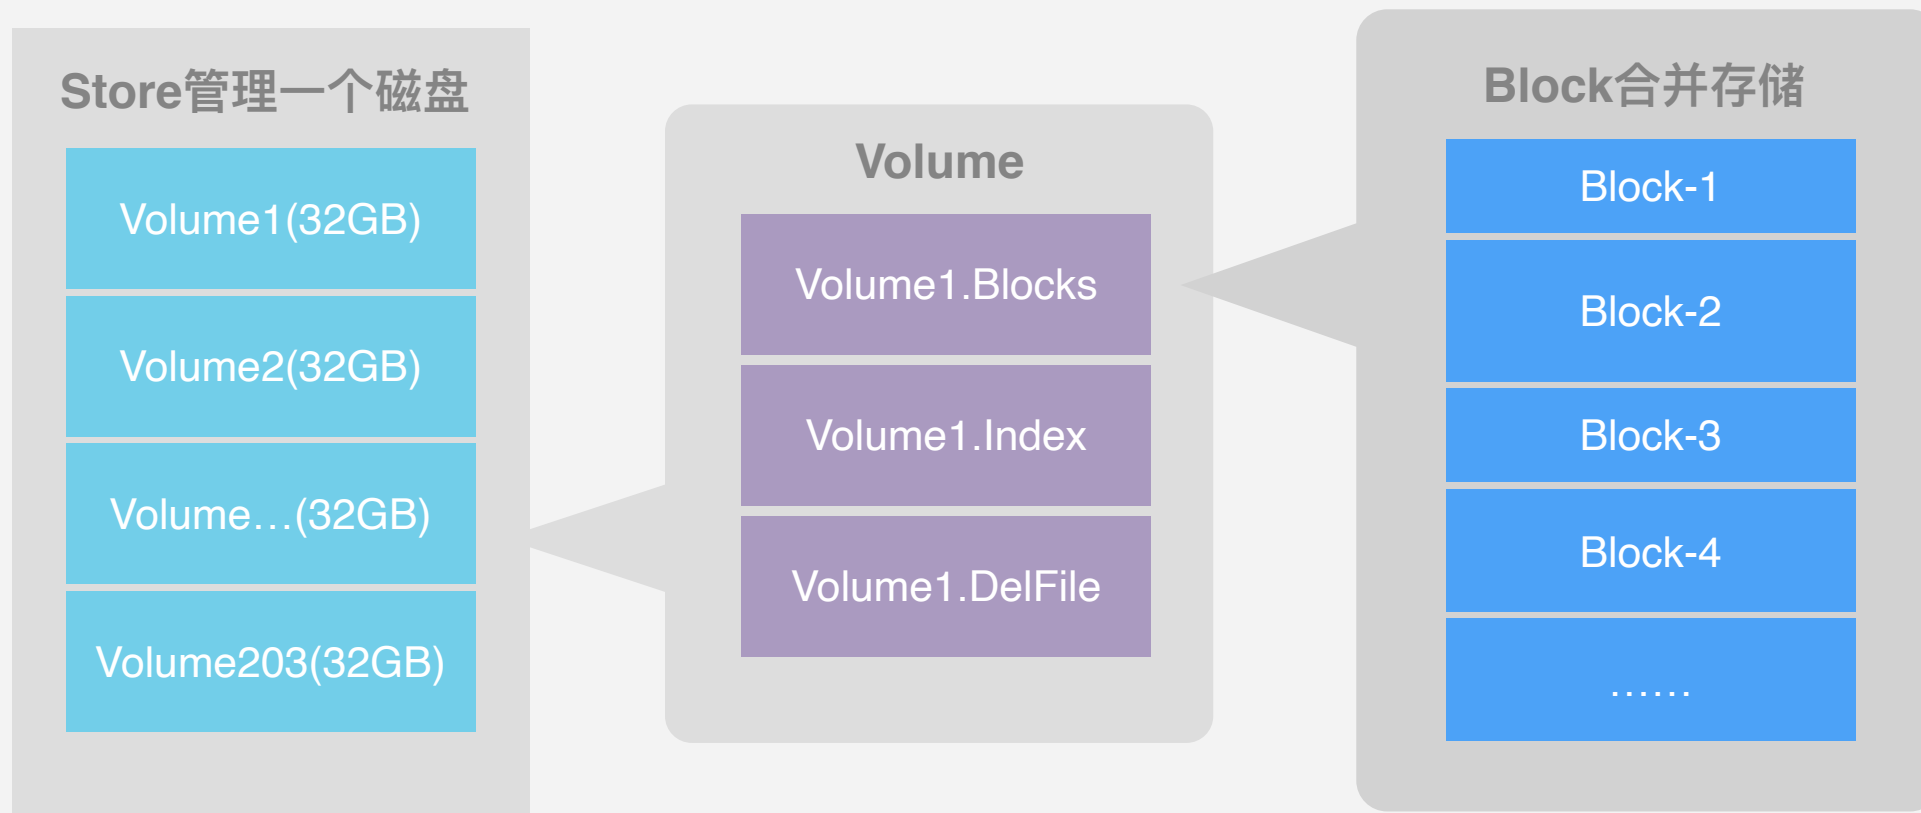 Store管理一个磁盘
Volume1(32GB)
Volume2(32GB)
Volume...(32GB)
Volume203(32GB)
Volume
Volume1.Blocks
Volume1.Index
Volume1.DelFile
Block合并存储
Block-1
Block-2
Block-3
Block-4
......